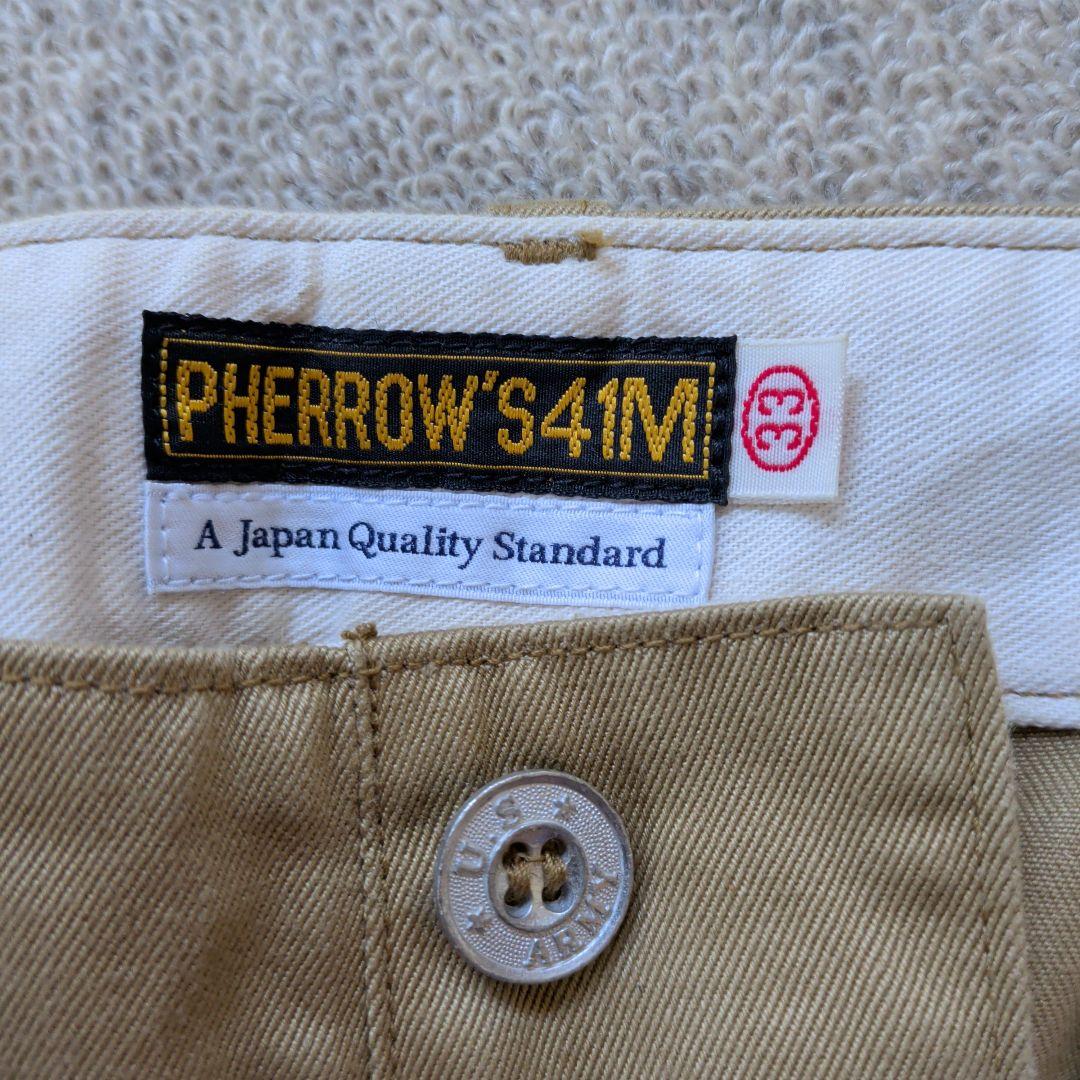 PHERROW'S41M
33
A Japan Quality Standard
U.S
ARMY